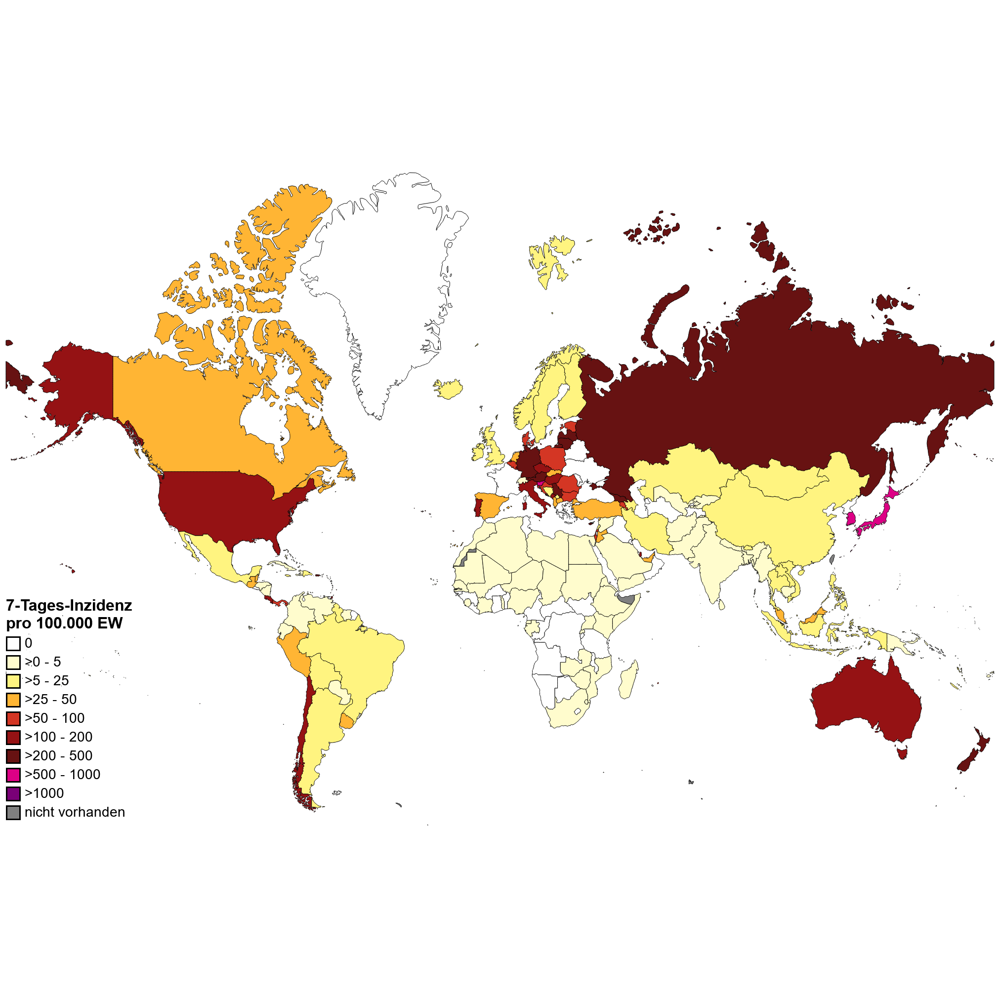 7-Tages-Inzidenz
pro 100.000 EW
0
>0 - 5
>5 - 25
>25 - 50
>50 - 100
>100 - 200
>200 - 500
>500 - 1000
>1000
nicht vorhanden